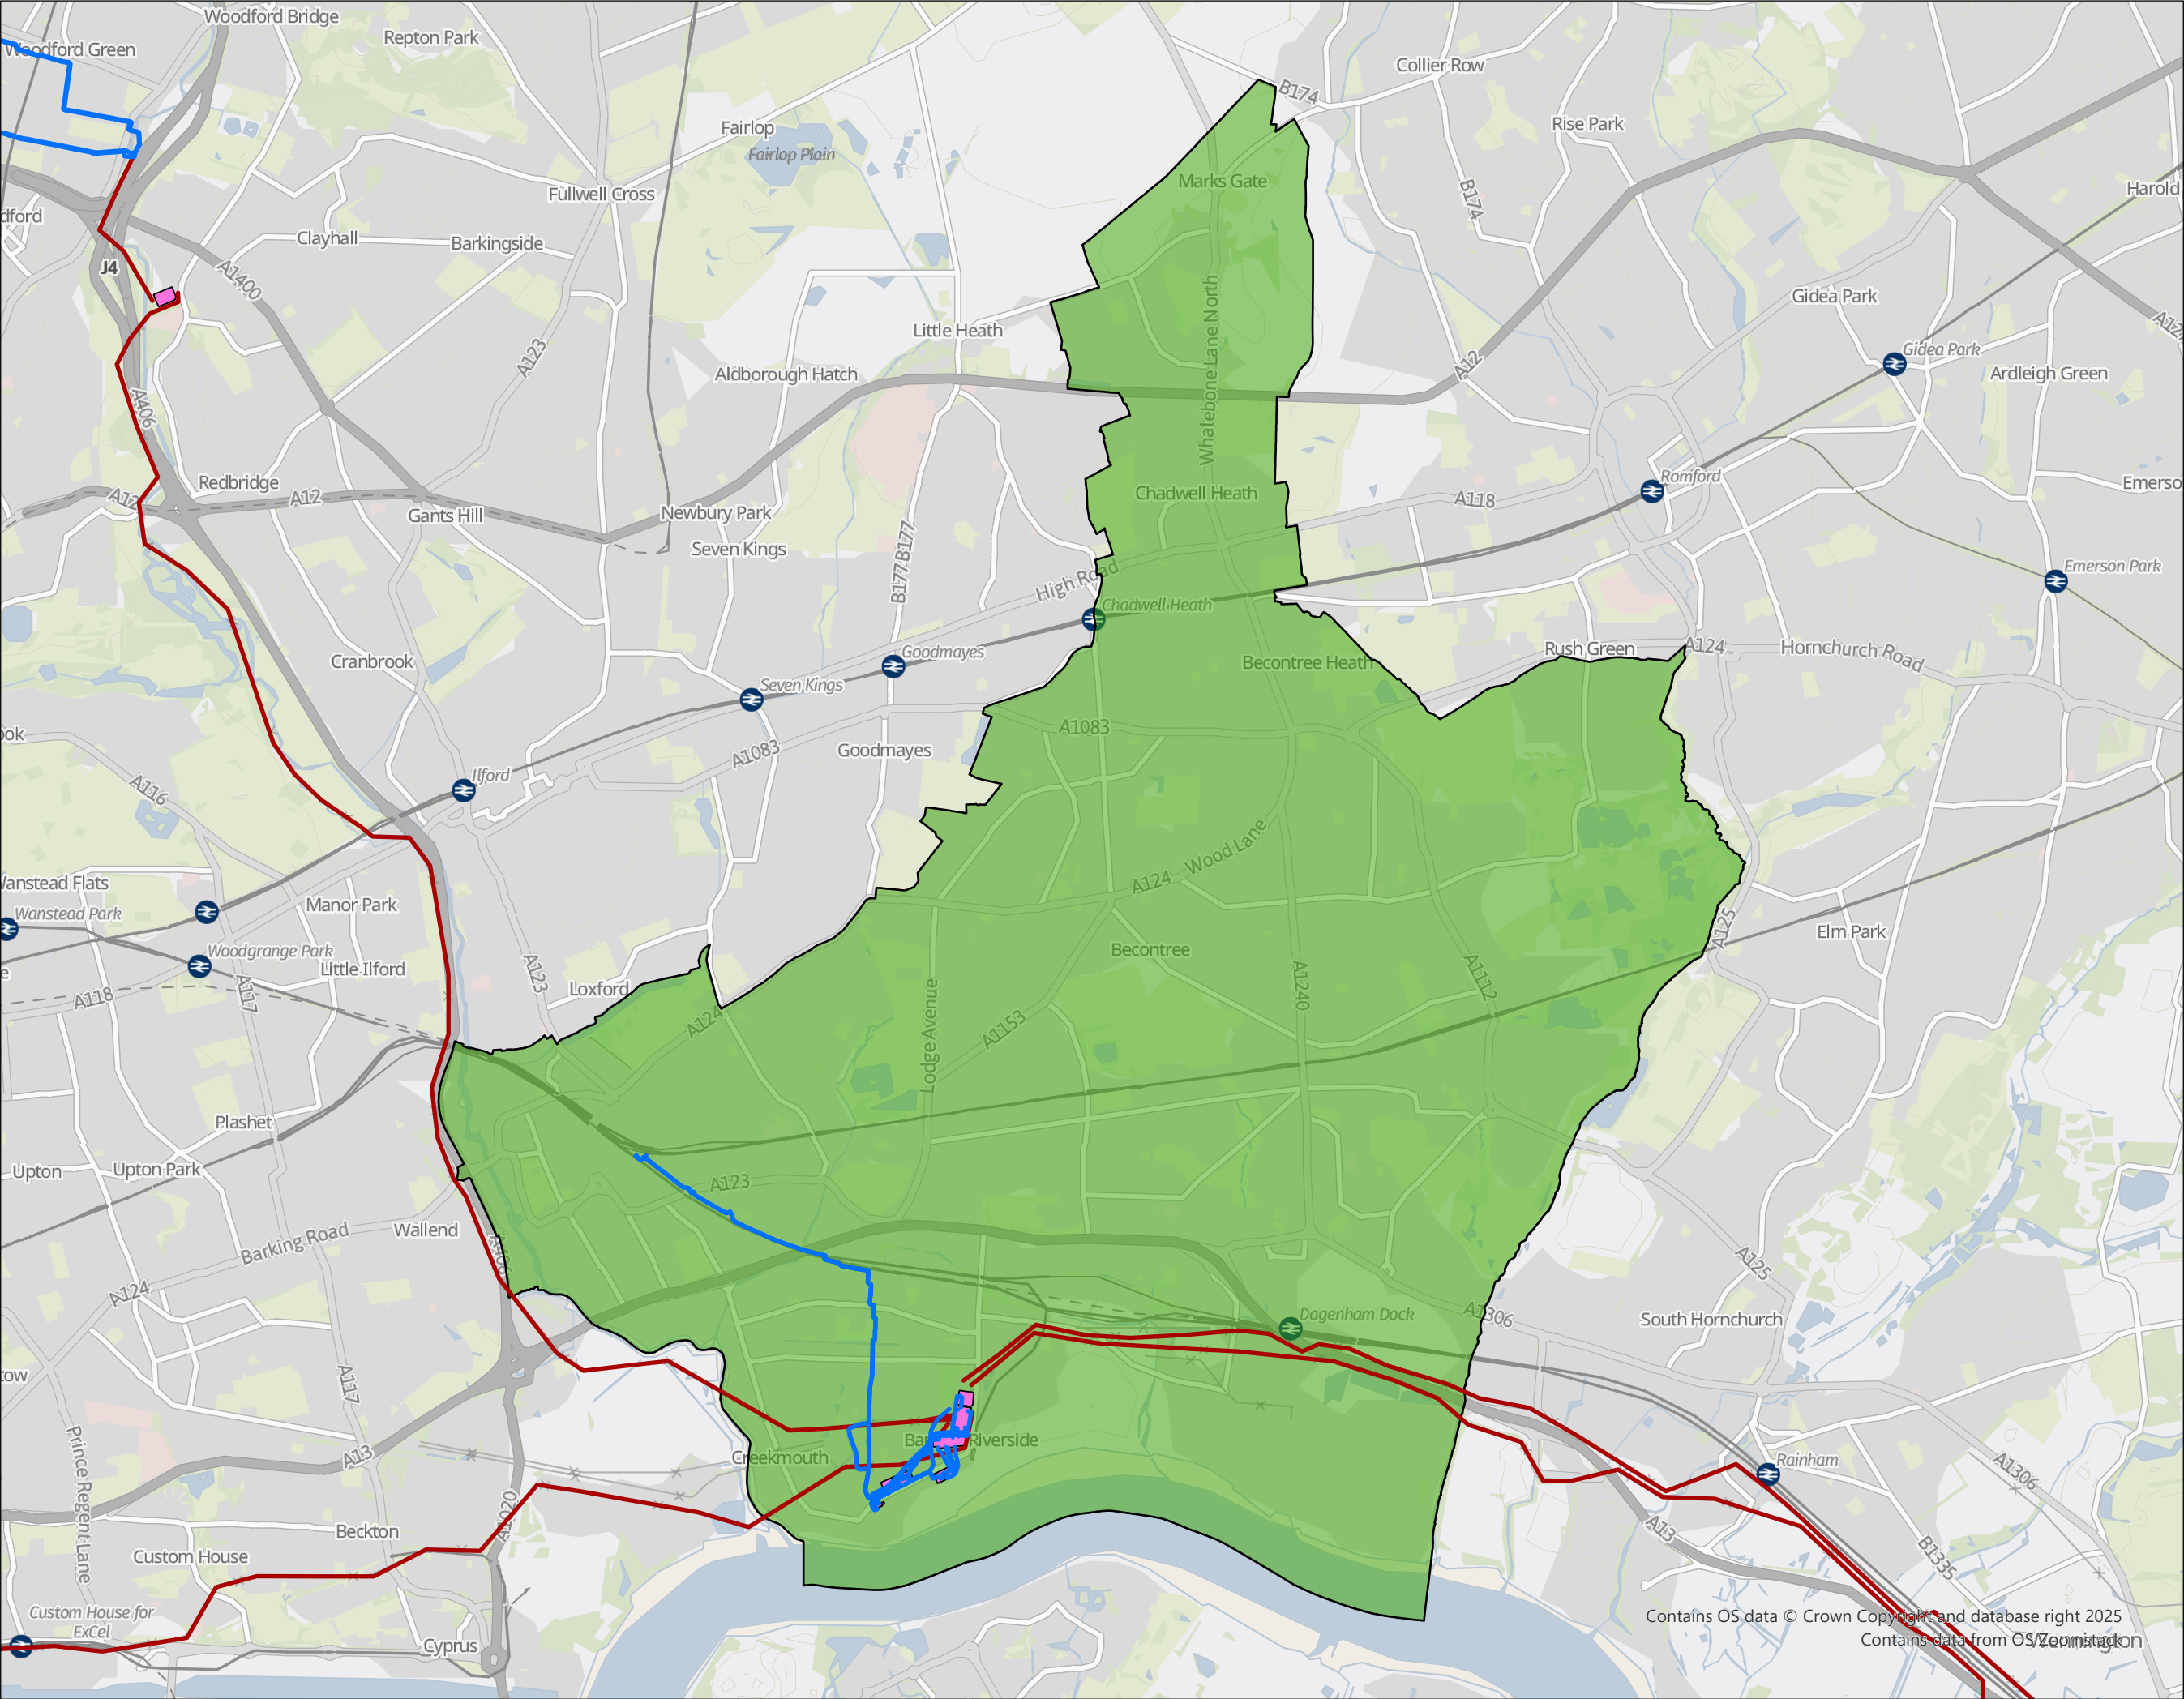 Woodford Bridge
Repton Park
Woodford Green
Collier Row
B174
Fairlop
Fairlop Plain
Rise Park
Marks Gate
Fullwell Cross
B174
Harold
dford
Clayhall
Barkingside
J4
A1400
Gidea Park
Little Heath
Whalebone Lane North
A12
A123
Gidea Park
Aldborough Hatch
A12
Ardleigh Green
A406
Redbridge
A12
A12
Gants Hill
Newbury Park
Chadwell Heath
Romford
A118
Emerso
Seven Kings
B177
B177
High Road
Emerson Park
Chadwell Heath
Cranbrook
Goodmayes
Becontree Heath
Rush Green
A124
Hornchurch Road
Seven Kings
ook
A1083
A1083
Goodmayes
Ilford
A116
Wood Lane
A124
Wanstead Flats
Manor Park
Wanstead Park
A125
Elm Park
Woodgrange Park
Becontree
Little Ilford
e
A123
Loxford
A117
A118
A1240
A1112
A124
A1153
Lodge Avenue
Plashet
Upton
Upton Park
A123
Wallend
A406
Barking Road
A124
A125
Dagenham Dock
A1306
South Hornchurch
tow
A117
A13
Ba
Riverside
Creekmouth
Rainham
A1306
Prince Regent Lane
A1020
Beckton
A13
B1335
Custom House
Custom House for
ExCel
Cyprus
Contains OS data © Crown Copyright and database right 2025
Contains data from OS Zoomstack
Wennington